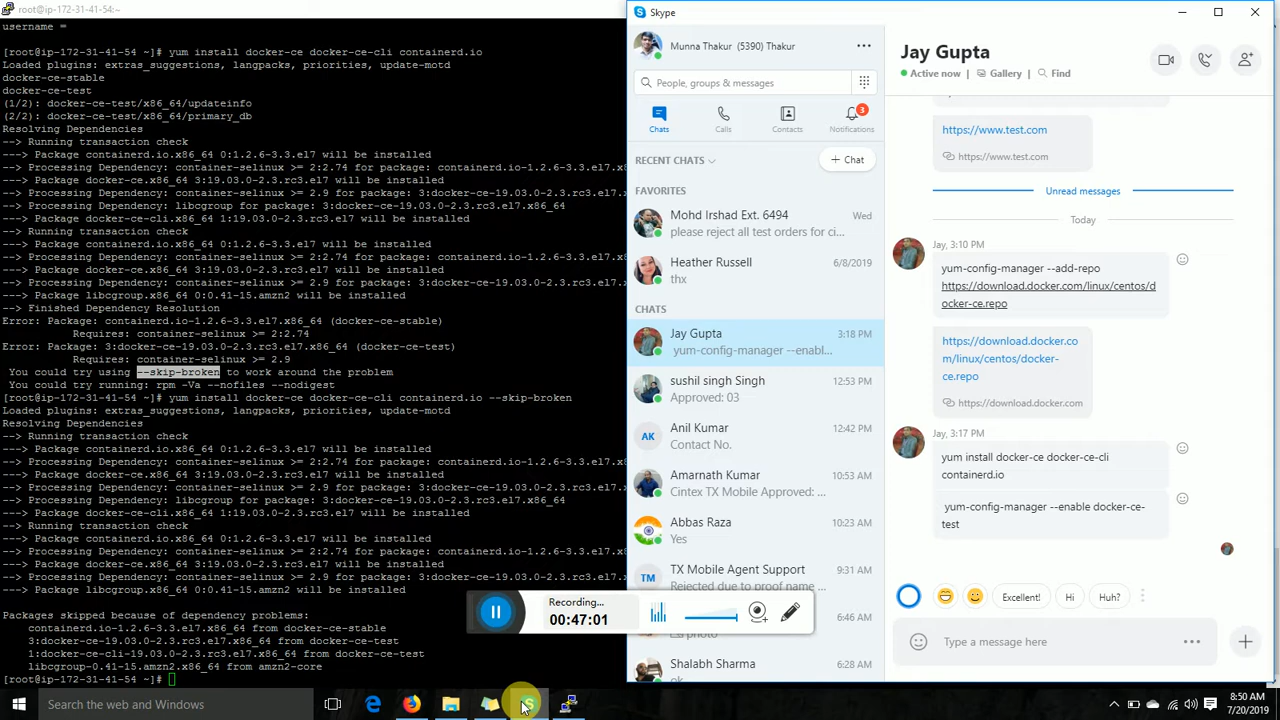 root@ip-172-31-41-54:~
username =
[root@ip-172-31-41-54 ~]# yum install docker-ce docker-ce-cli containerd.io
Loaded plugins: extras_suggestions, langpacks, priorities, update-motd
docker-ce-stable
docker-ce-test
(1/2): docker-ce-test/x86_64/updateinfo
(2/2): docker-ce-test/x86_64/primary_db
Resolving Dependencies
--> Running transaction check
---> Package containerd.io.x86_64 0:1.2.6-3.3.el7 will be installed
--> Processing Dependency: container-selinux >= 2:2.74 for package: containerd.io-1.2.6-3.3.el7.x86_64
---> Package docker-ce.x86_64 3:19.03.0-2.3.rc3.el7 will be installed
--> Processing Dependency: container-selinux >= 2.9 for package: 3:docker-ce-19.03.0-2.3.rc3.el7.x86_64
--> Processing Dependency: libcgroup for package: 3:docker-ce-19.03.0-2.3.rc3.el7.x86_64
---> Package docker-ce-cli.x86_64 1:19.03.0-2.3.rc3.el7 will be installed
--> Running transaction check
---> Package containerd.io.x86_64 0:1.2.6-3.3.el7 will be installed
--> Processing Dependency: container-selinux >= 2:2.74 for package: containerd.io-1.2.6-3.3.el7.x
---> Package docker-ce.x86_64 3:19.03.0-2.3.rc3.el7 will be installed
--> Processing Dependency: container-selinux >= 2.9 for package: 3:docker-ce-19.03.0-2.3.rc3.el7.
---> Package libcgroup.x86_64 0:0.41-15.amzn2 will be installed
--> Finished Dependency Resolution
Error: Package: containerd.io-1.2.6-3.3.el7.x86_64 (docker-ce-stable)
Requires: container-selinux >= 2:2.74
Error: Package: 3:docker-ce-19.03.0-2.3.rc3.el7.x86_64 (docker-ce-test)
Requires: container-selinux >= 2.9
You could try using --skip-broken to work around the problem
You could try running: rpm -Va --nofiles --nodigest
[root@ip-172-31-41-54 ~]# yum install docker-ce docker-ce-cli containerd.io --skip-broken
Loaded plugins: extras_suggestions, langpacks, priorities, update-motd
Resolving Dependencies
--> Running transaction check
---> Package containerd.io.x86_64 0:1.2.6-3.3.el7 will be installed
--> Processing Dependency: container-selinux >= 2:2.74 for package: containerd.io-1.2.6-3.3.el7.x
---> Package docker-ce.x86_64 3:19.03.0-2.3.rc3.el7 will be installed
--> Processing Dependency: container-selinux >= 2.9 for package: 3:docker-ce-19.03.0-2.3.rc3.el7.
--> Processing Dependency: libcgroup for package: 3:docker-ce-19.03.0-2.3.rc3.el7.x86_64
---> Package docker-ce-cli.x86_64 1:19.03.0-2.3.rc3.el7 will be installed
--> Running transaction check
---> Package containerd.io.x86_64 0:1.2.6-3.3.el7 will be installed
--> Processing Dependency: container-selinux >= 2:2.74 for package: containerd.io-1.2.6-3.3.el7.x
---> Package docker-ce.x86_64 3:19.03.0-2.3.rc3.el7 will be installed
--> Processing Dependency: container-selinux >= 2.9 for package: 3:docker-ce-19.03.0-2.3.rc3.el7.
---> Package libcgroup.x86_64 0:0.41-15.amzn2 will be installed
Packages skipped because of dependency problems:
containerd.io-1.2.6-3.3.el7.x86_64 from docker-ce-stable
3:docker-ce-19.03.0-2.3.rc3.el7.x86_64 from docker-ce-test
1:docker-ce-cli-19.03.0-2.3.rc3.el7.x86_64 from docker-ce-test
libcgroup-0.41-15.amzn2.x86_64 from amzn2-core
[root@ip-172-31-41-54 ~]#
Skype
Munna Thakur (5390) Thakur
People, groups & messages
Chats
Calls
Contacts
3
Notifications
RECENT CHATS
+ Chat
FAVORITES
Mohd Irshad Ext. 6494
Wed
please reject all test orders for ci...
Heather Russell
6/8/2019
thx
CHATS
Jay Gupta
3:18 PM
yum-config-manager --enabl...
sushil singh Singh
12:53 PM
Approved: 03
AK
Anil Kumar
12:42 PM
Contact No.
Amarnath Kumar
10:53 AM
Cintex TX Mobile Approved: ...
Abbas Raza
10:23 AM
Yes
TM
TX Mobile Agent Support
9:31 AM
Rejected due to proof name
6:46 AM
photo
Shalabh Sharma
6:28 AM
ok
Jay Gupta
Active now | Gallery | Find
https://www.test.com
https://www.test.com
Unread messages
Today
Jay, 3:10 PM
yum-config-manager --add-repo
https://download.docker.com/linux/centos/d
ocker-ce.repo
https://download.docker.co
m/linux/centos/docker-
ce.repo
https://download.docker.com
Jay, 3:17 PM
yum install docker-ce docker-ce-cli
containerd.io
yum-config-manager --enable docker-ce-
test
Excellent!
Hi
Huh?
Type a message here
Recording...
00:47:01
Search the web and Windows
8:50 AM
7/20/2019